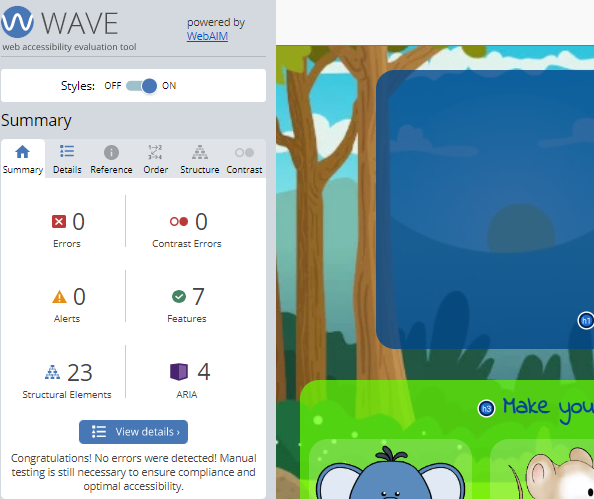 WAVE
powered by
WebAIM
web accessibility evaluation tool
Styles: OFF ON
Summary
Summary Details Reference Order Structure Contrast
0 0
Errors Contrast Errors
0 7
Alerts Features
23 4
Structural Elements ARIA
View details ›
Congratulations! No errors were detected! Manual
testing is still necessary to ensure compliance and
optimal accessibility.
h1
h3 Make you